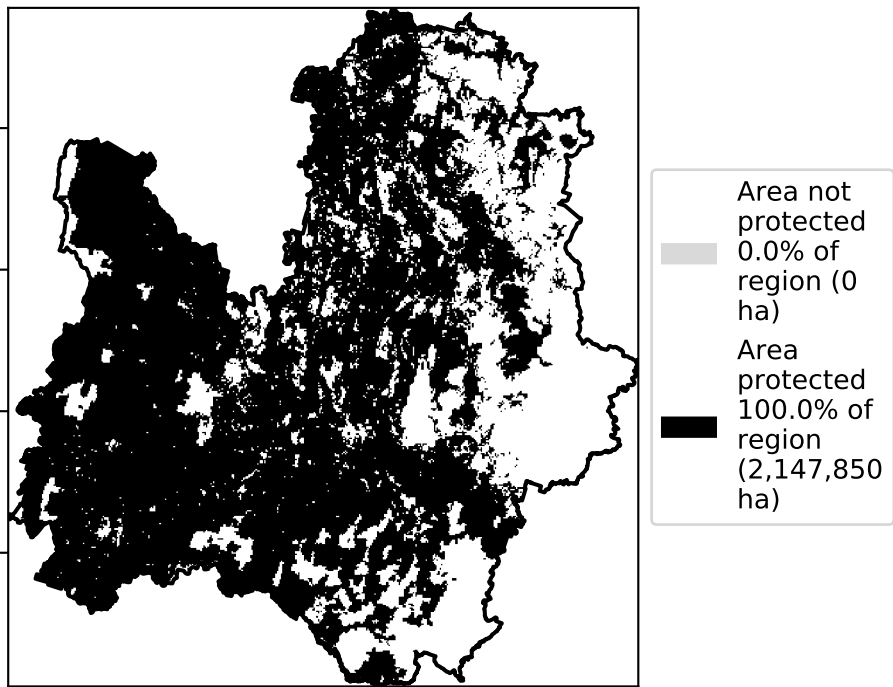 Area not
protected
0.0% of
region (0
ha)
Area
protected
100.0% of
region
(2,147,850
ha)